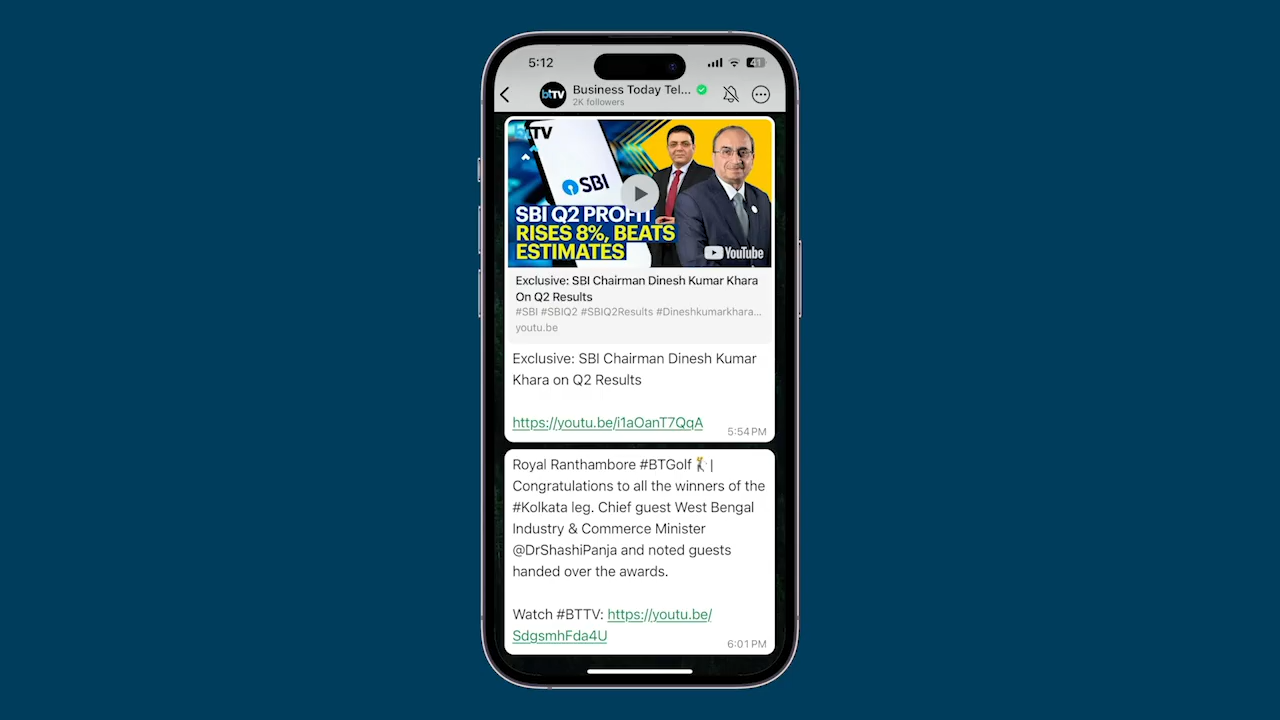 5:12
41
btTV
Business Today Tel...
2K followers
btTV
SBI
SBI Q2 PROFIT
RISES 8%, BEATS
ESTIMATES
YouTube
Exclusive: SBI Chairman Dinesh Kumar Khara
On Q2 Results
#SBI #SBIQ2 #SBIQ2Results #Dineshkumarkhara...
youtu.be
Exclusive: SBI Chairman Dinesh Kumar
Khara on Q2 Results
https://youtu.be/i1aOanT7QqA
5:54 PM
Royal Ranthambore #BTGolf🏌|
Congratulations to all the winners of the
#Kolkata leg. Chief guest West Bengal
Industry & Commerce Minister
@DrShashiPanja and noted guests
handed over the awards.
Watch #BTTV: https://youtu.be/
SdgsmhFda4U
6:01 PM